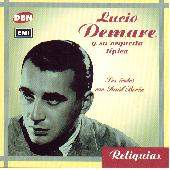 DBN
EMI
Lucio
Demare
y su orquesta
típica
Sus éxitos
con Raúl Berón
Reliquias